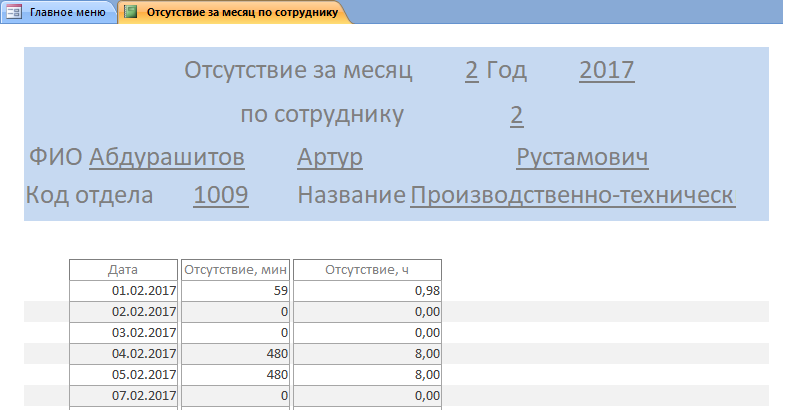 Главное меню Отсутствие за месяц по сотруднику
Отсутствие за месяц 2 Год 2017
по сотруднику 2
ФИО Абдурашитов Артур Рустамович
Код отдела 1009 Название Производственно-техническ
Дата Отсутствие, мин Отсутствие, ч
01.02.2017 59 0,98
02.02.2017 0 0,00
03.02.2017 0 0,00
04.02.2017 480 8,00
05.02.2017 480 8,00
07.02.2017 0 0,00